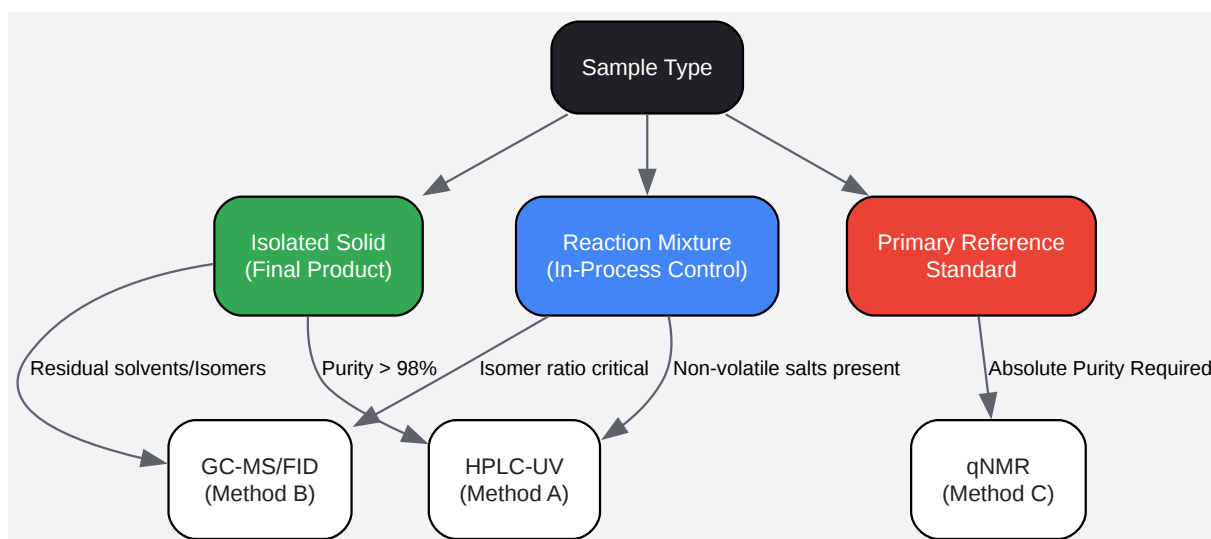 Sample Type
Isolated Solid
(Final Product)
Reaction Mixture
(In-Process Control)
Primary Reference
Standard
Residual solvents/Isomers
Purity > 98%
Isomer ratio critical
Non-volatile salts present
Absolute Purity Required
GC-MS/FID
(Method B)
HPLC-UV
(Method A)
qNMR
(Method C)